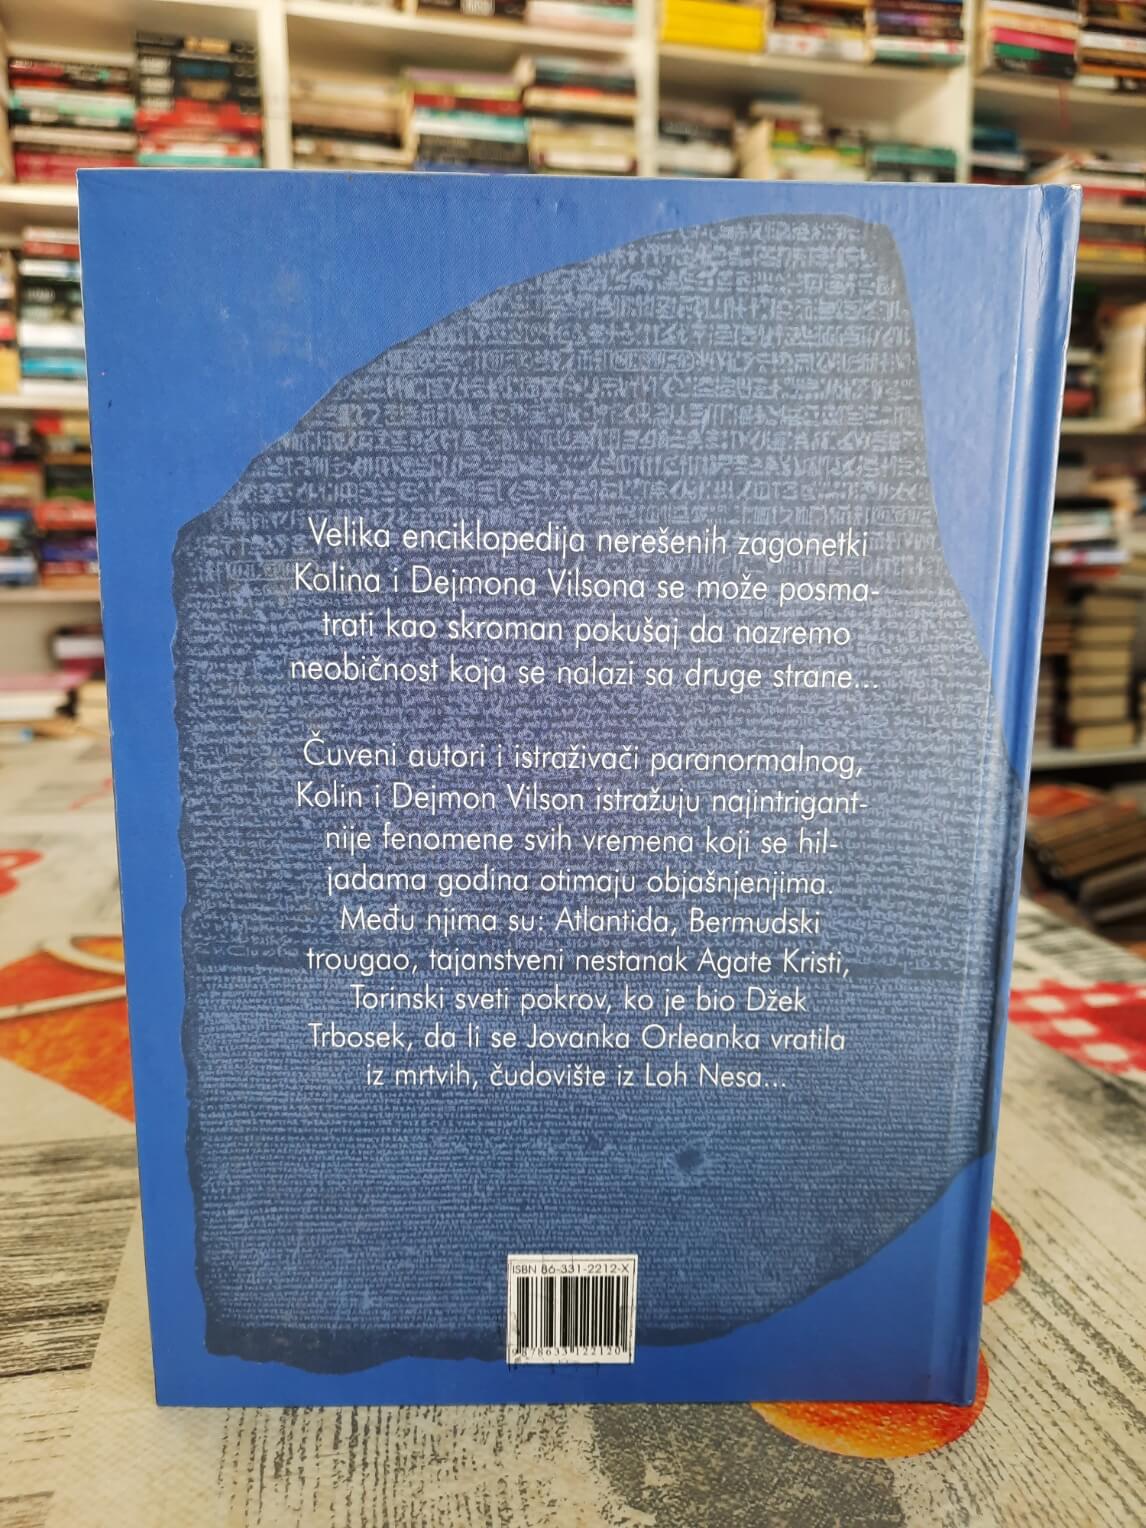 Velika enciklopedija nerešenih zagonetki
Kolina i Dejmona Vilsona se može posma-
trati kao skroman pokušaj da nazremo
neobičnost koja se nalazi sa druge strane...
Čuveni autori i istraživači paranormalnog,
Kolin i Dejmon Vilson istražuju najintrigant-
nije fenomene svih vremena koji se hil-
jadama godina otimaju objašnjenjima.
Među njima su: Atlantida, Bermudski
trougao, tajanstveni nestanak Agate Kristi,
Torinski sveti pokrov, ko je bio Džek
Trbosek, da li se Jovanka Orleanka vratila
iz mrtvih, čudovište iz Loh Nesa...
ISBN 86-331-2212-X
9788633122120